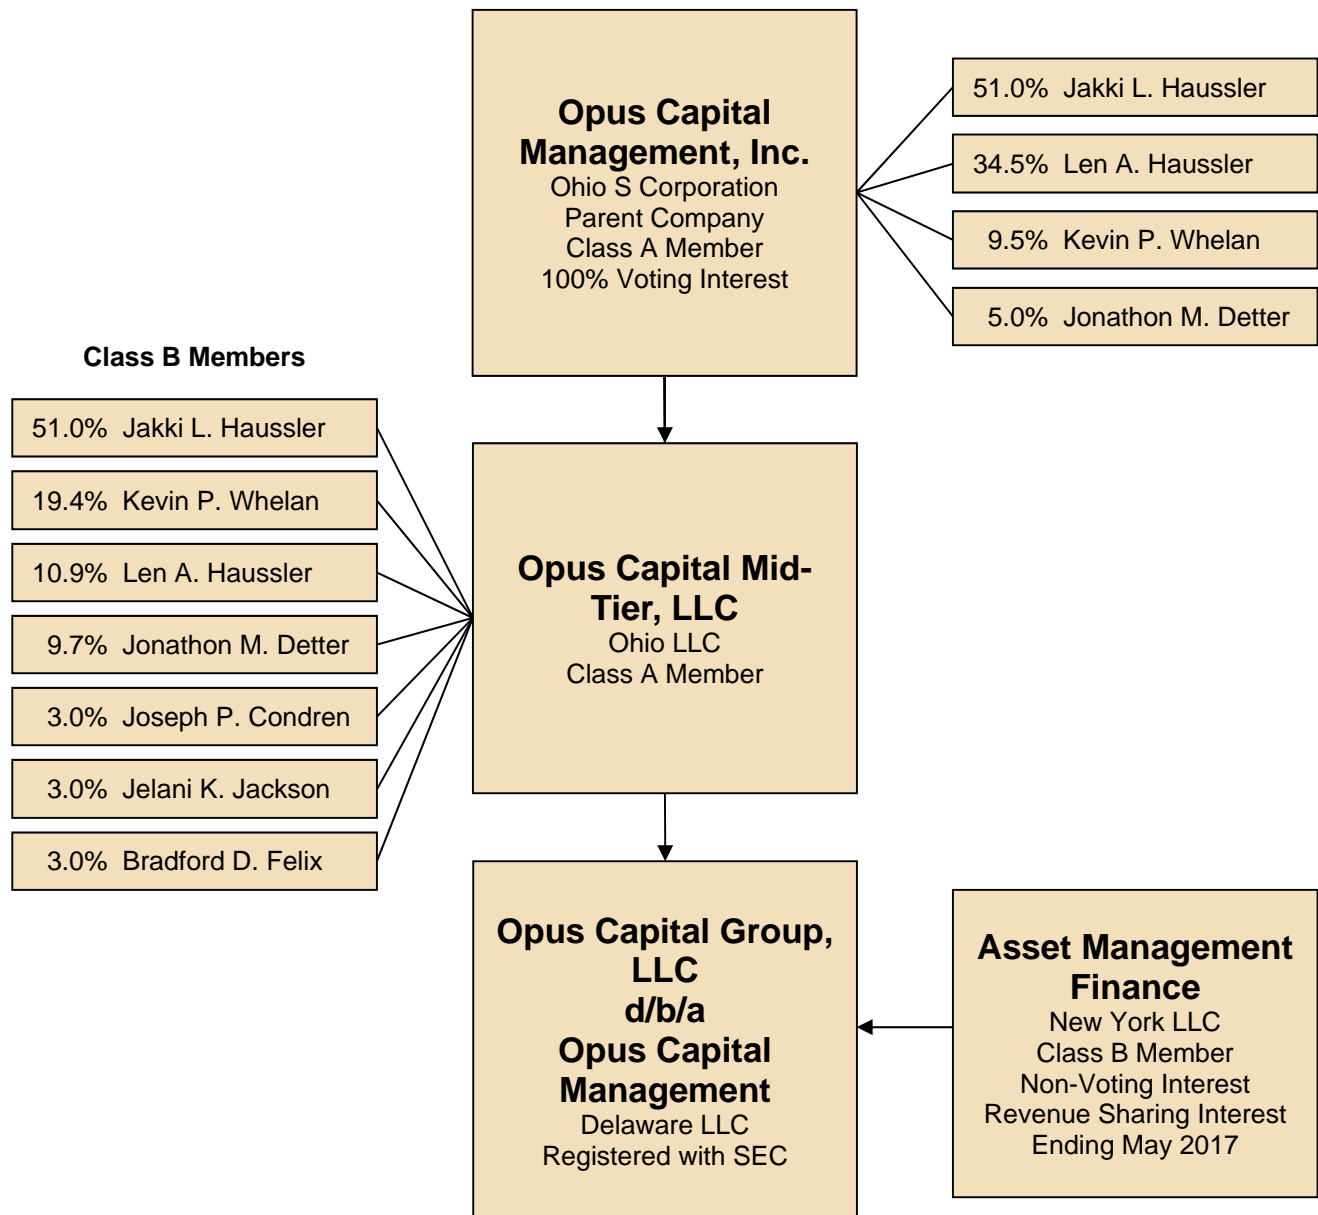 Opus Capital
Management, Inc.
Ohio S Corporation
Parent Company
Class A Member
100% Voting Interest
51.0% Jakki L. Haussler
34.5% Len A. Haussler
9.5% Kevin P. Whelan
5.0% Jonathon M. Detter
Class B Members
51.0% Jakki L. Haussler
19.4% Kevin P. Whelan
10.9% Len A. Haussler
9.7% Jonathon M. Detter
3.0% Joseph P. Condren
3.0% Jelani K. Jackson
3.0% Bradford D. Felix
Opus Capital Mid-
Tier, LLC
Ohio LLC
Class A Member
Opus Capital Group,
LLC
d/b/a
Opus Capital
Management
Delaware LLC
Registered with SEC
Asset Management
Finance
New York LLC
Class B Member
Non-Voting Interest
Revenue Sharing Interest
Ending May 2017